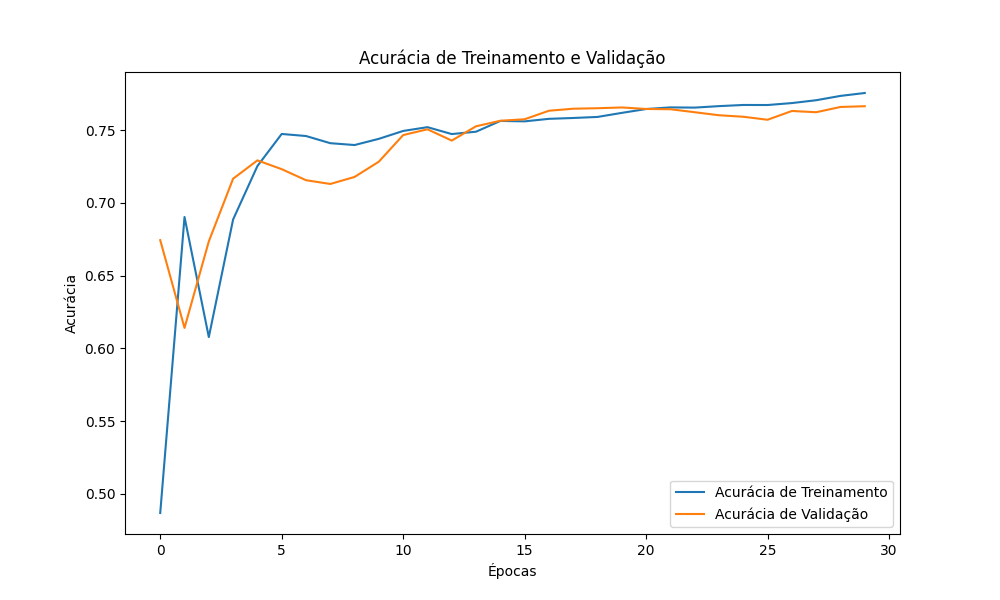 Acurácia de Treinamento e Validação
Acurácia
0.75
0.70
0.65
0.60
0.55
0.50
0 5 10 15 20 25 30
Épocas
Acurácia de Treinamento
Acurácia de Validação